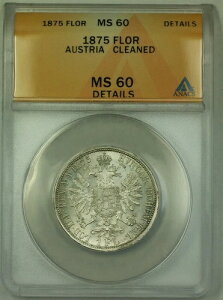 1875 FLOR MS 60 DETAILS
1875 FLOR
AUSTRIA CLEANED
MS 60
DETAILS
ANACS